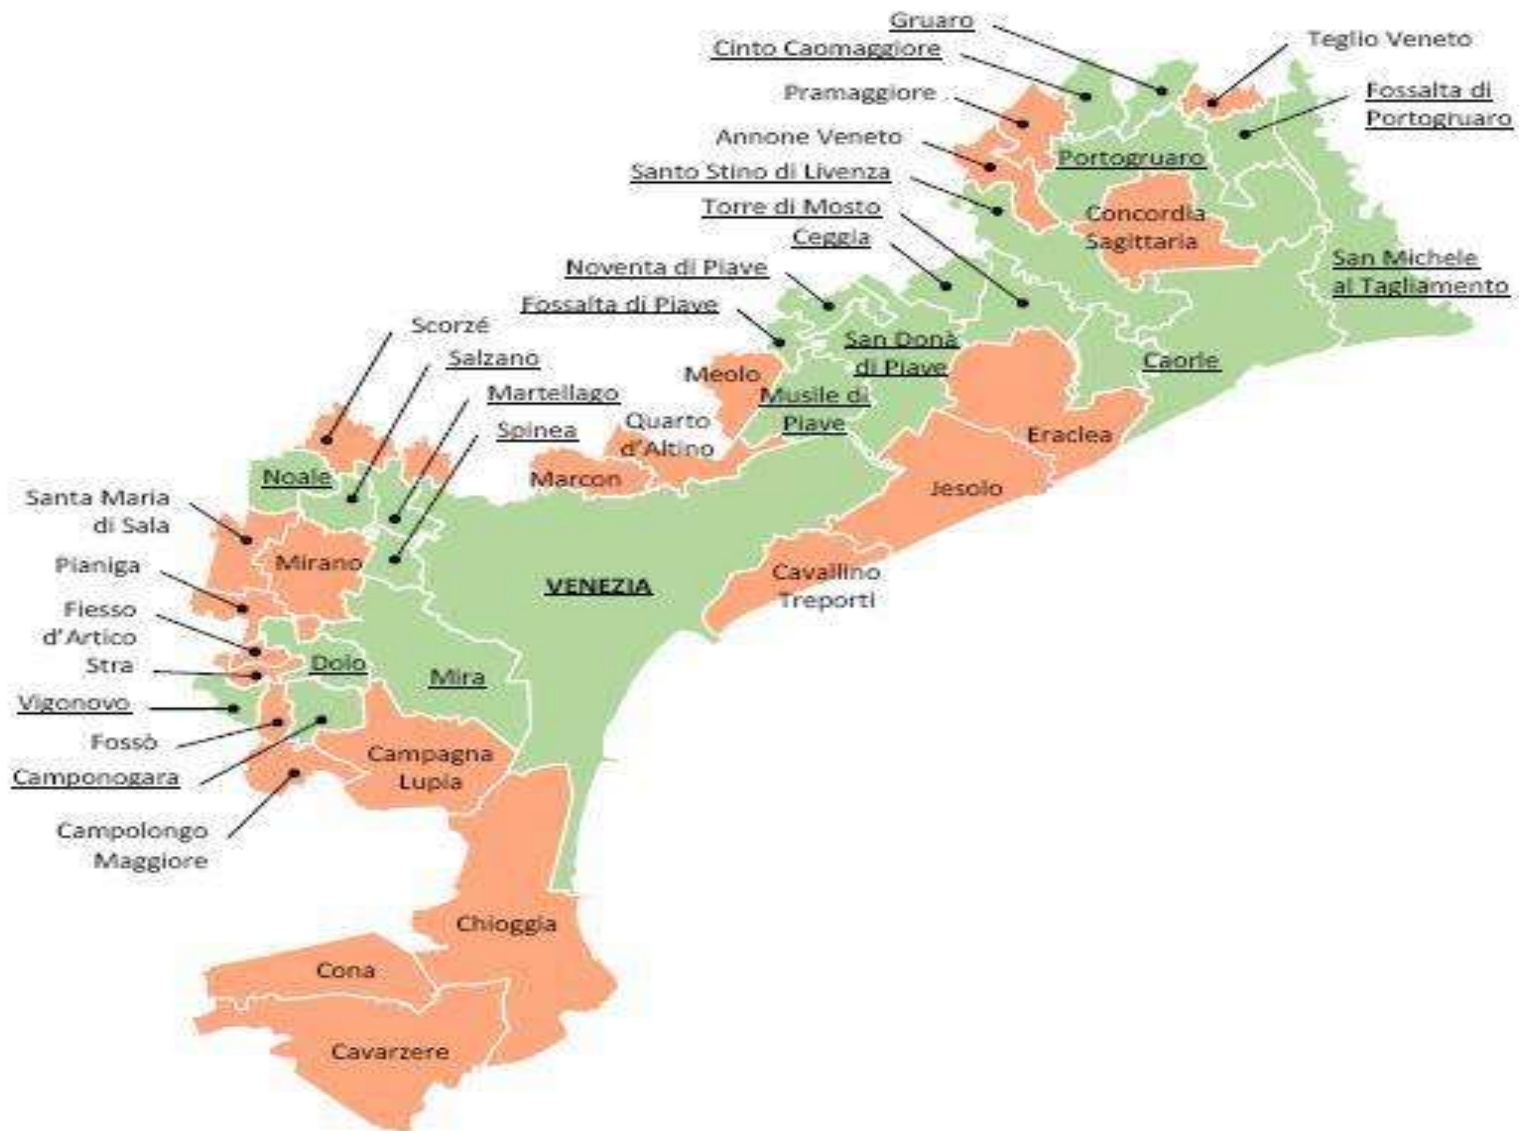 Gruaro
Cinto Caomaggiore
Teglio Veneto
Pramaggiore
Fossalta di
Portogruaro
Annone Veneto
Portogruaro
Santo Stino di Livenza
Torre di Mosto
Concordia
Sagittaria
Ceggia
San Michele
al Tagliamento
Noventa di Piave
Fossalta di Piave
Scorzé
San Donà
di Piave
Salzano
Caorle
Meolo
Martellago
Musile di
Piave
Quarto
d'Altino
Spinea
Eraclea
Noale
Marcon
Jesolo
Santa Maria
di Sala
Mirano
Pianiga
Cavallino
Treporti
VENEZIA
Fiesso
d'Artico
Stra
Dolo
Mira
Vigonovo
Fossò
Campagna
Lupia
Camponogara
Campolongo
Maggiore
Chioggia
Cona
Cavarzere